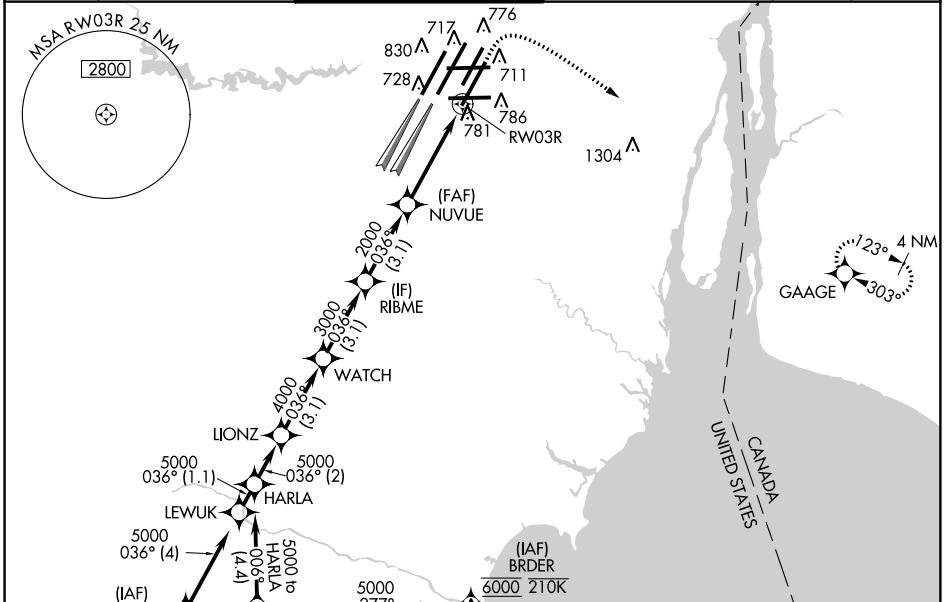 MSA RW03R 25 NM
2800
776
717
830
711
728
786
781
RW03R
1304
(FAF)
NUVUE
2000
036°
(3.1)
123°
4 NM
GAAGE
303°
(IF)
RIBME
3000
036°
(3.1)
WATCH
4000
036°
(3.1)
LIONZ
CANADA
UNITED STATES
5000
036° (1.1)
5000
036° (2)
HARLA
LEWUK
5000
036° (4)
5000 to
HARLA
006°
(4.4)
(IAF)
BRDER
6000 210K
5000
277°
(IAF)